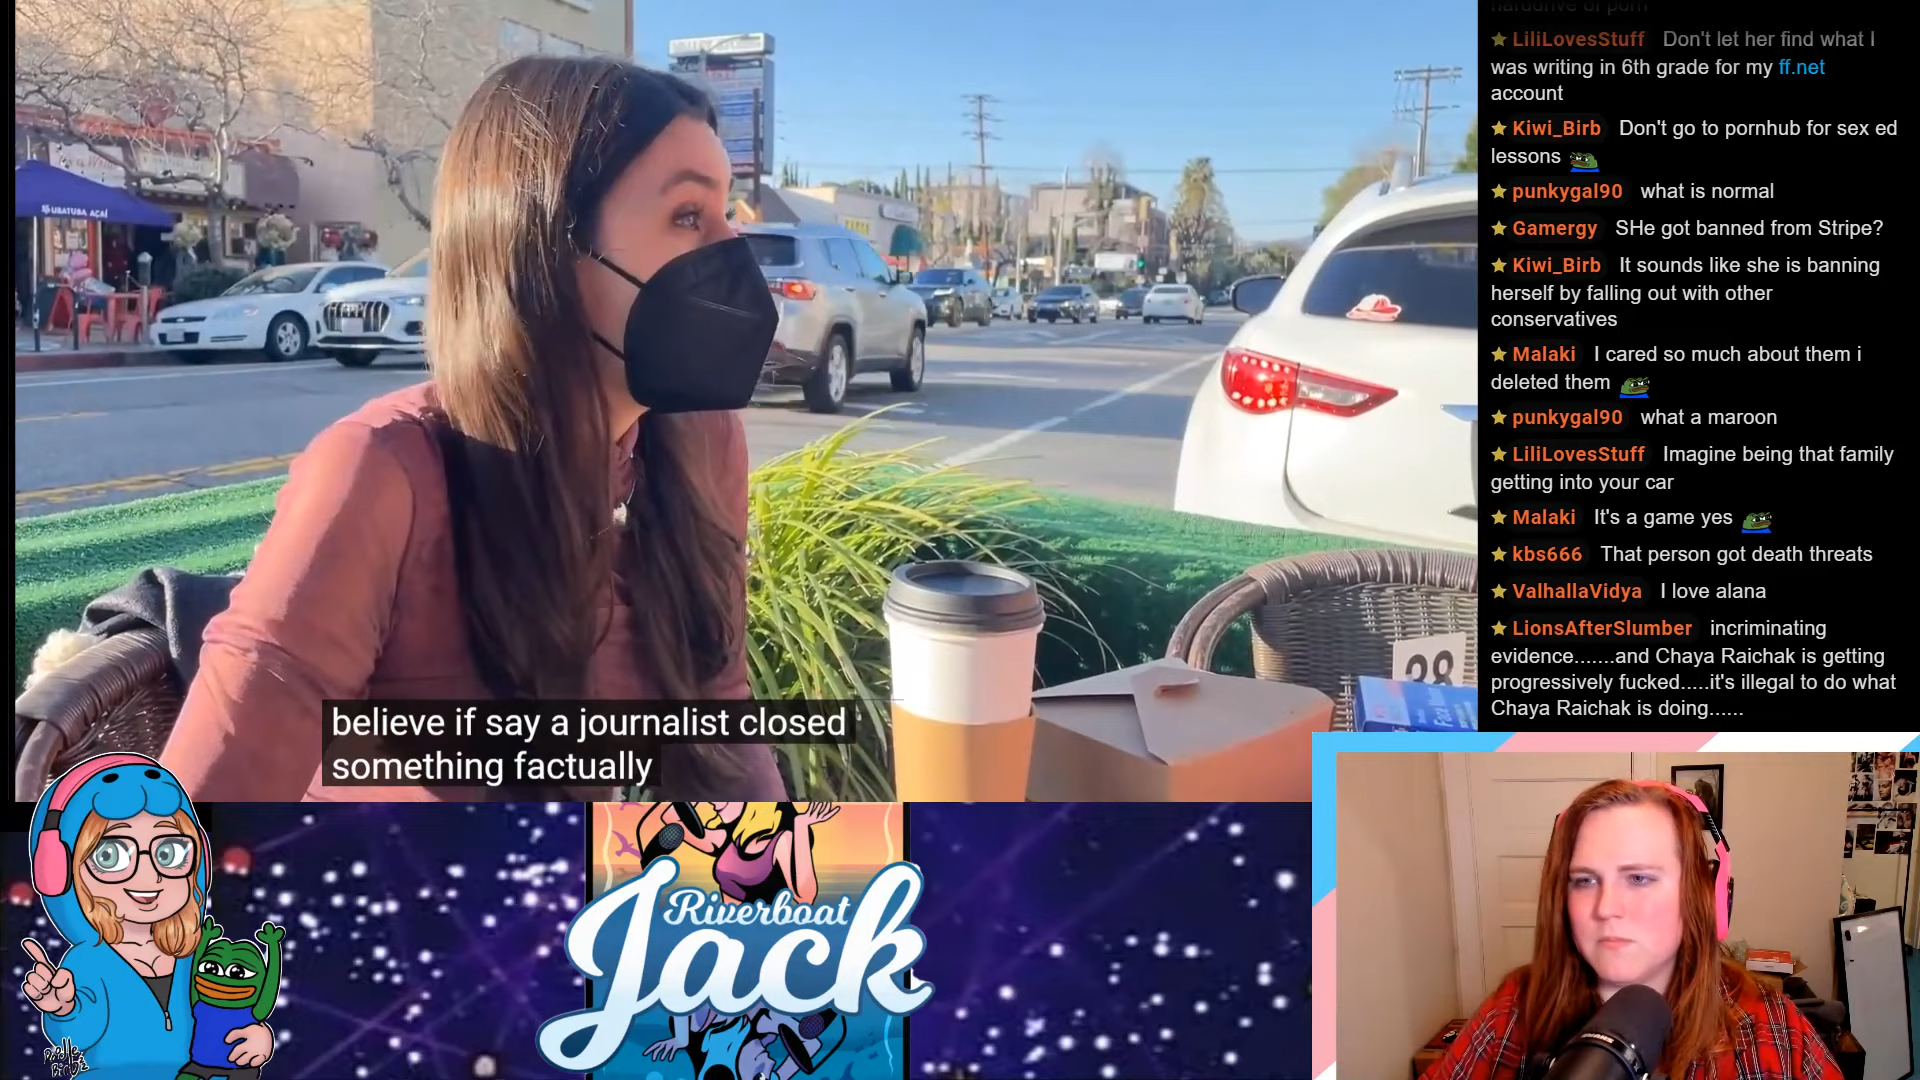 LiliLovesStuff Don't let her find what I
was writing in 6th grade for my ff.net
account
Kiwi_Birb Don't go to pornhub for sex ed
lessons
punkygal90 what is normal
Gamergy SHe got banned from Stripe?
Kiwi_Birb It sounds like she is banning
herself by falling out with other
conservatives
Malaki I cared so much about them i
deleted them
punkygal90 what a maroon
LiliLovesStuff Imagine being that family
getting into your car
Malaki It's a game yes
kbs666 That person got death threats
ValhallaVidya I love alana
LionsAfterSlumber incriminating
evidence.......and Chaya Raichak is getting
progressively fucked.....it's illegal to do what
Chaya Raichak is doing......
UBATUBA AÇAÍ
38
believe if say a journalist closed
something factually
Riverboat
Jack